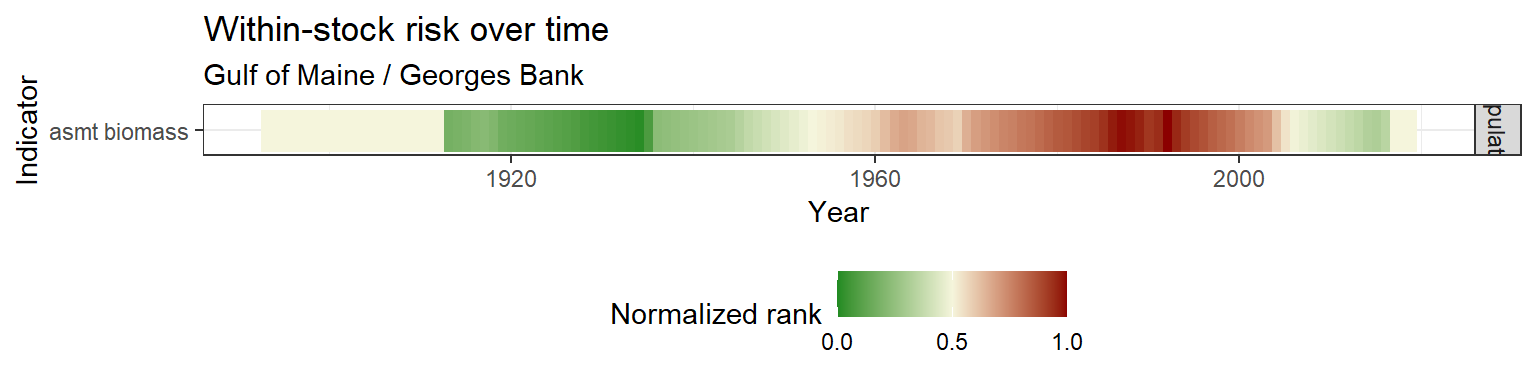 Within-stock risk over time
Gulf of Maine / Georges Bank
Indicator
asmt biomass
pulat
1920 1960 2000
Year
Normalized rank
0.0 0.5 1.0